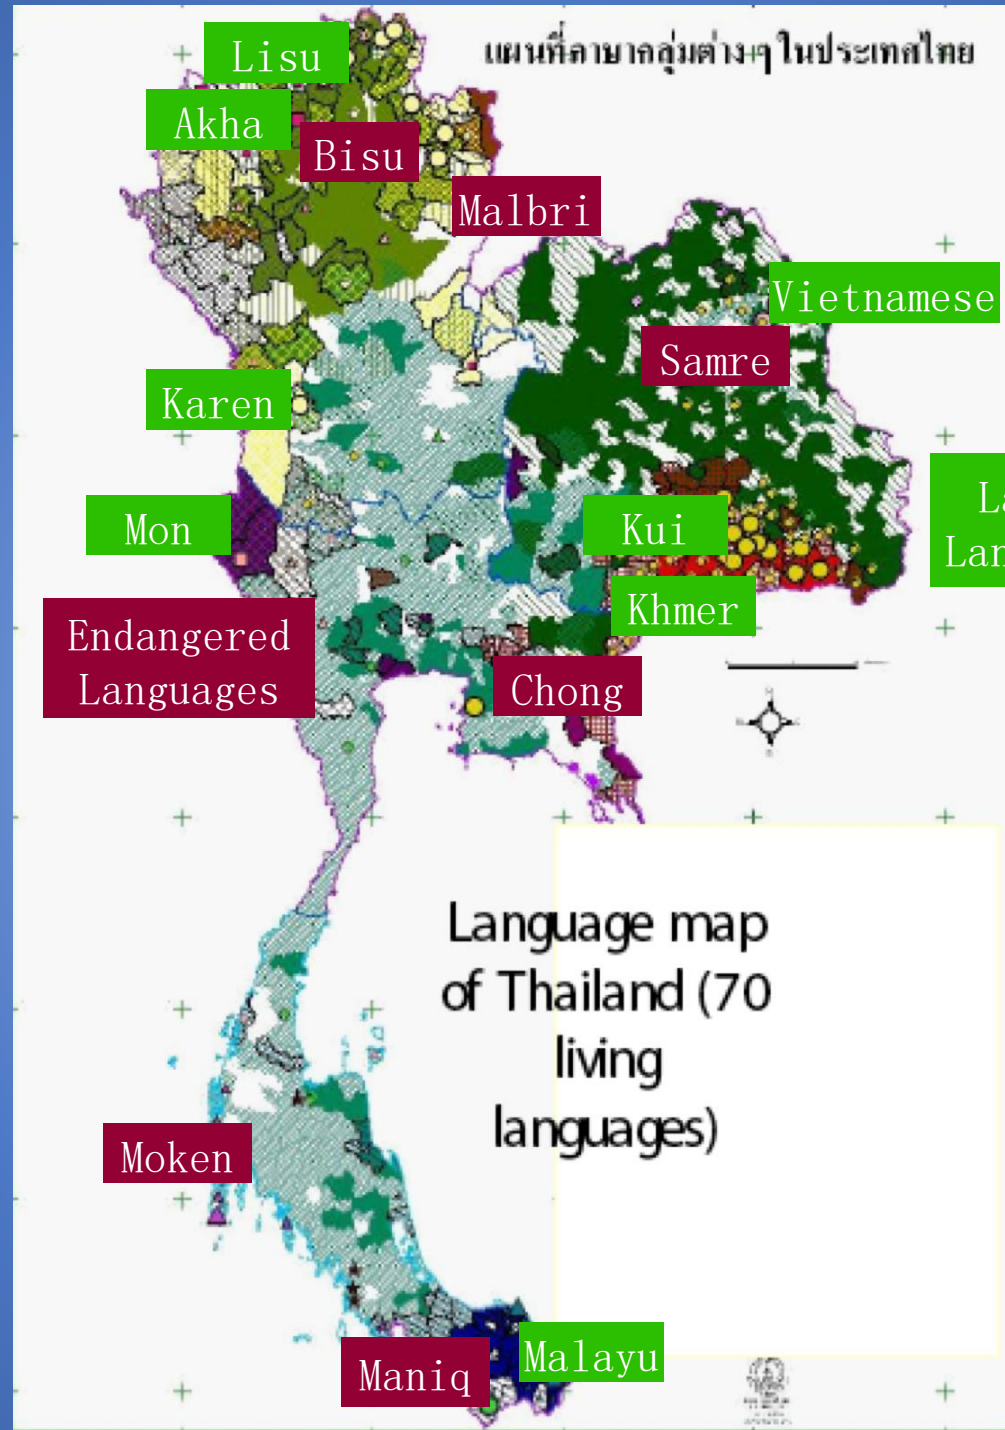 แผนที่ภาษากลุ่มต่าง ๆ ในประเทศไทย
Lisu
Akha
Bisu
Malbri
Vietnamese
Samre
Karen
Mon
Kui
Khmer
Endangered
Languages
Chong
Language map
of Thailand (70
living
languages)
Moken
Maniq
Malayu